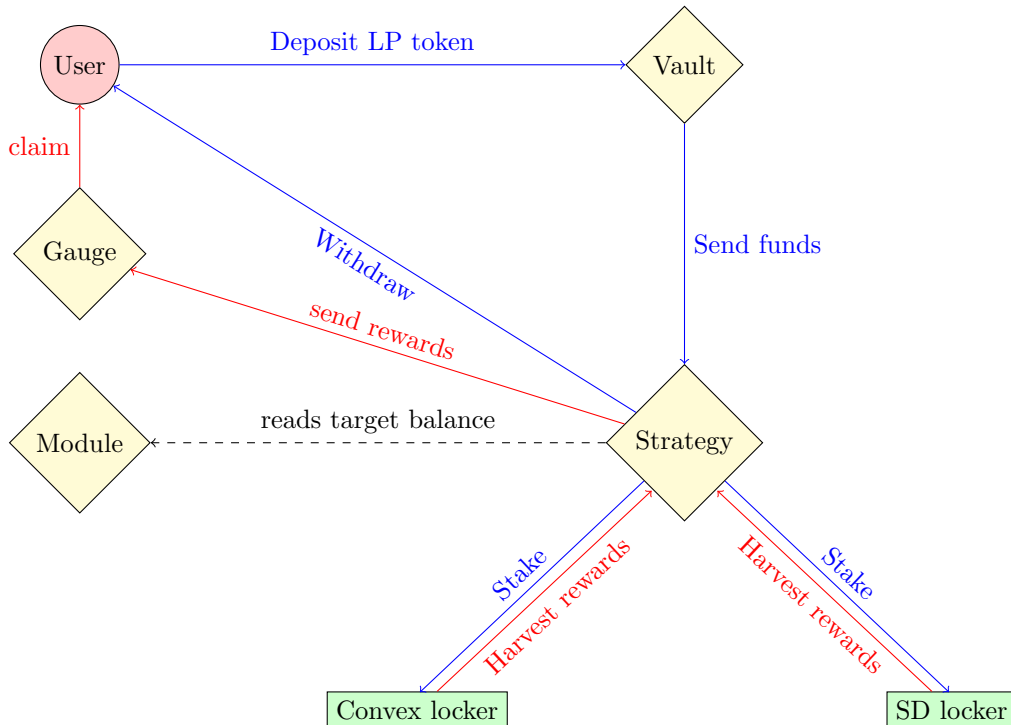 Deposit LP token
User
Vault
claim
Send funds
Gauge
Withdraw
send rewards
reads target balance
Module
Strategy
Stake
Harvest rewards
Harvest rewards
Stake
Convex locker
SD locker